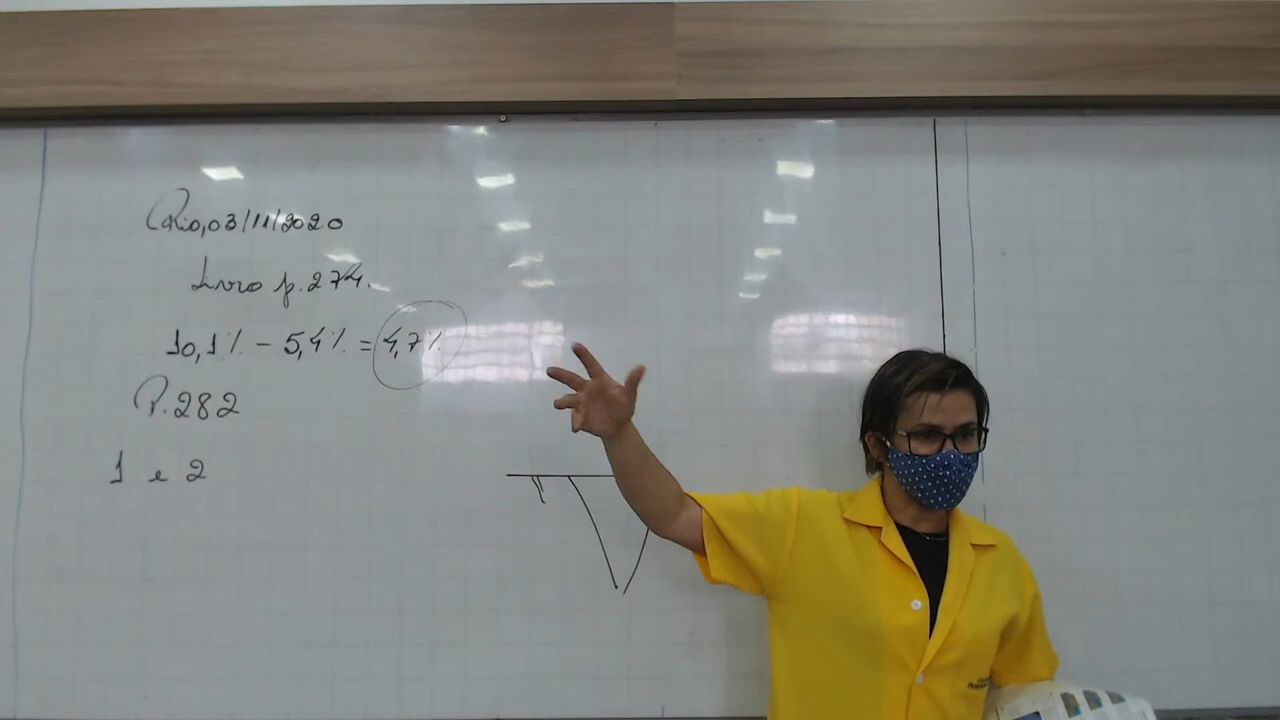 Rio, 03/11/2020
Livro p. 274.
10,1% - 5,4% = 4,7%
P. 282
1 e 2